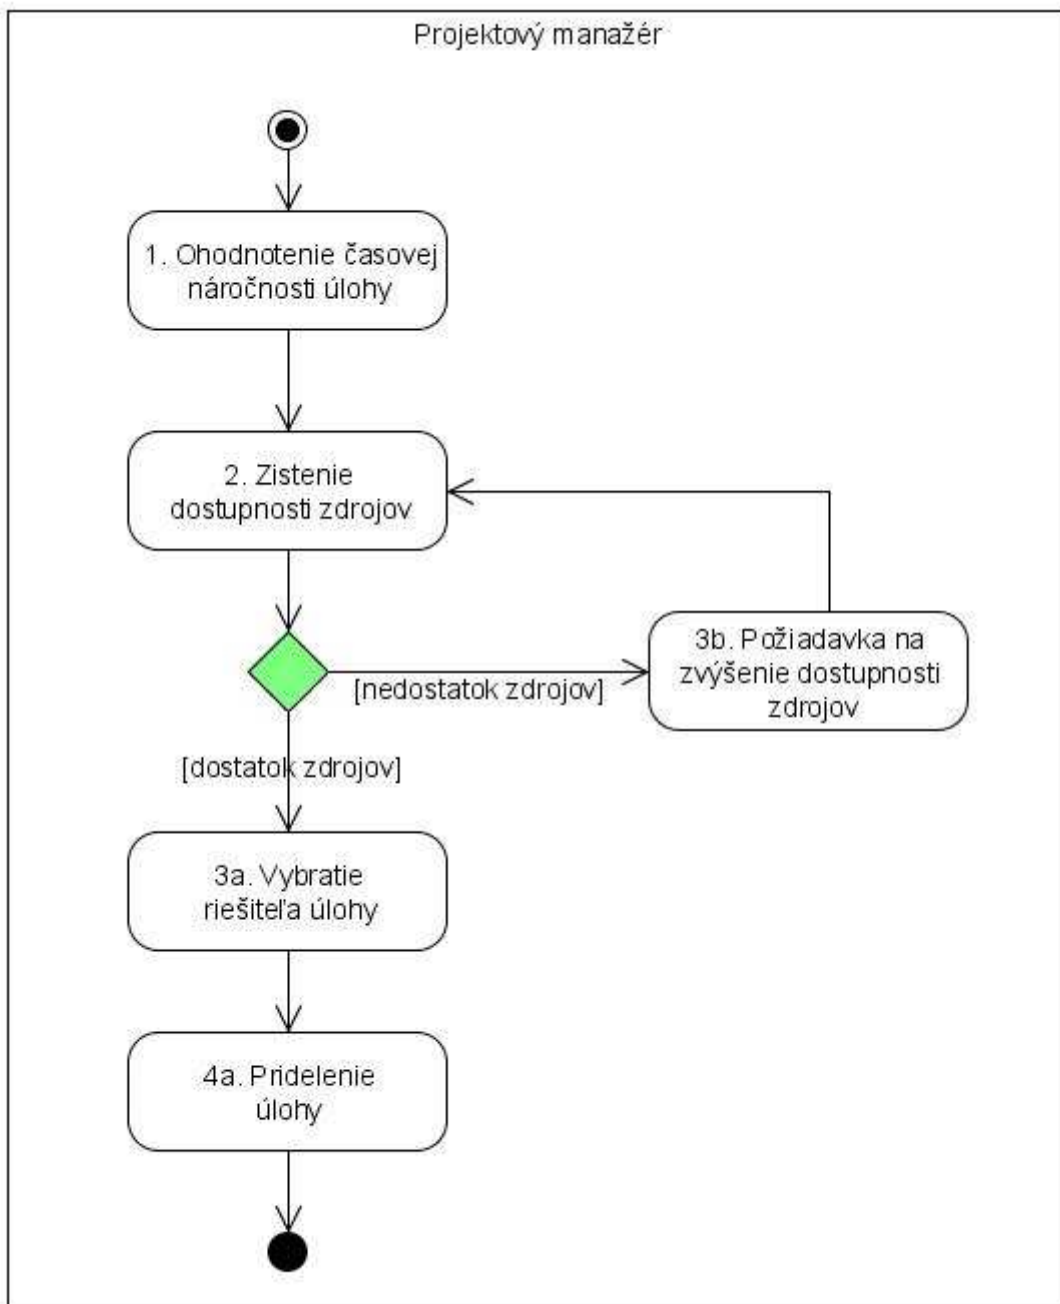 Projektový manažér
1. Ohodnotenie časovej
náročnosti úlohy
2. Zistenie
dostupnosti zdrojov
[nedostatok zdrojov]
3b. Požiadavka na
zvýšenie dostupnosti
zdrojov
[dostatok zdrojov]
3a. Vybratie
riešiteľa úlohy
4a. Pridelenie
úlohy